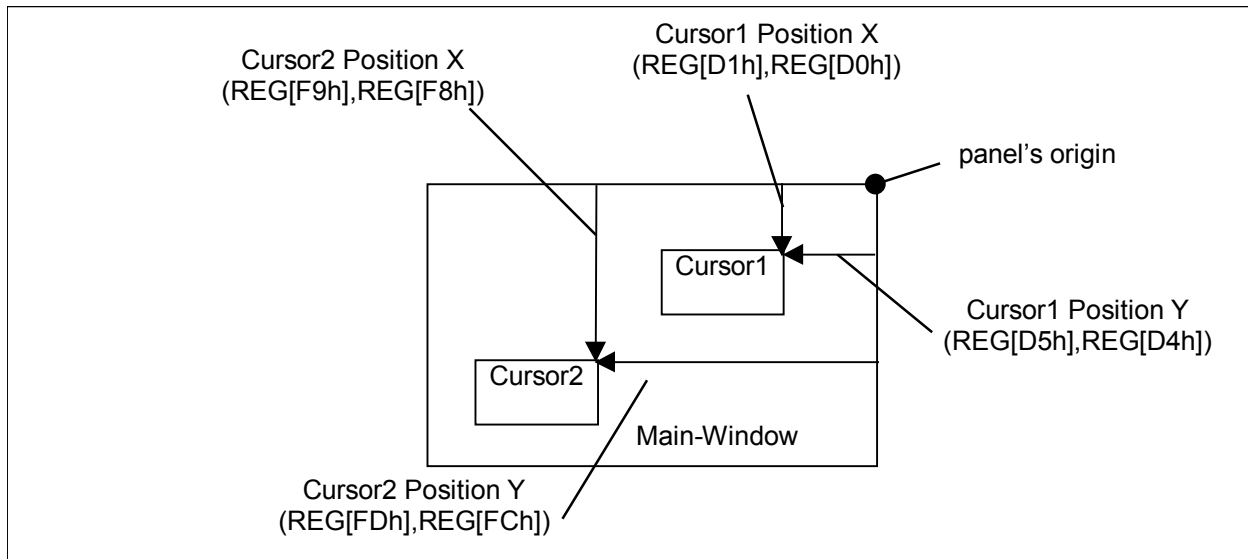 Cursor1 Position X
(REG[D1h],REG[D0h])
Cursor2 Position X
(REG[F9h],REG[F8h])
panel’s origin
Cursor1
Cursor1 Position Y
(REG[D5h],REG[D4h])
Cursor2
Main-Window
Cursor2 Position Y
(REG[FDh],REG[FCh])